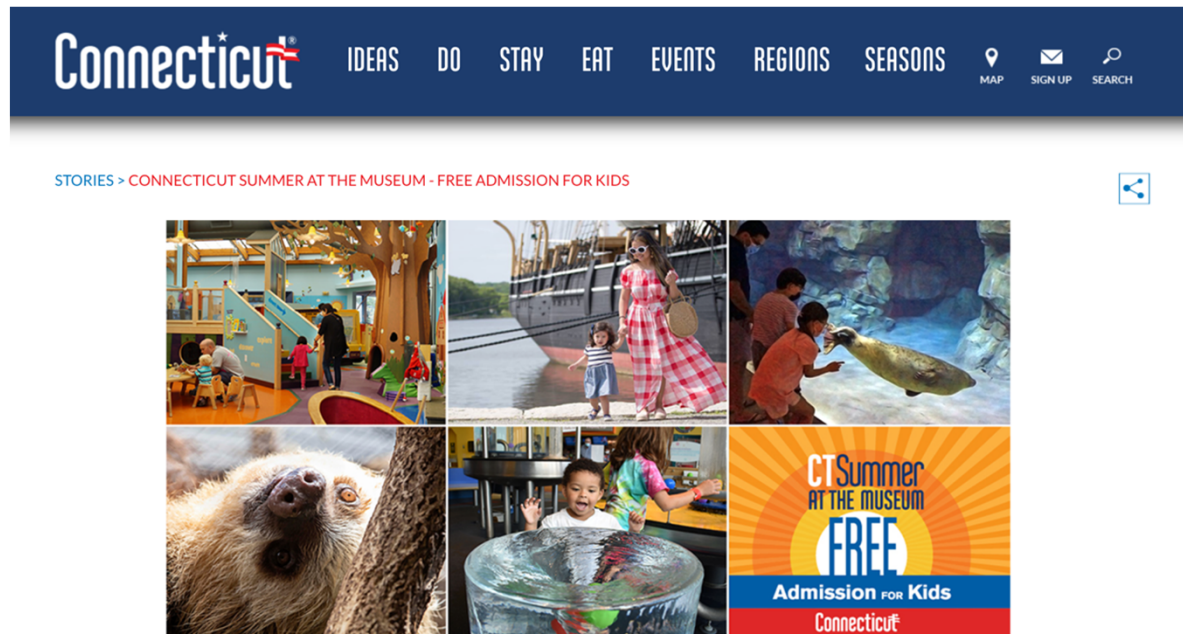 Connecticut®
IDEAS DO STAY EAT EVENTS REGIONS SEASONS
MAP SIGN UP SEARCH
STORIES > CONNECTICUT SUMMER AT THE MUSEUM - FREE ADMISSION FOR KIDS
CTSummer
AT THE MUSEUM
FREE
Admission FOR Kids
Connecticut